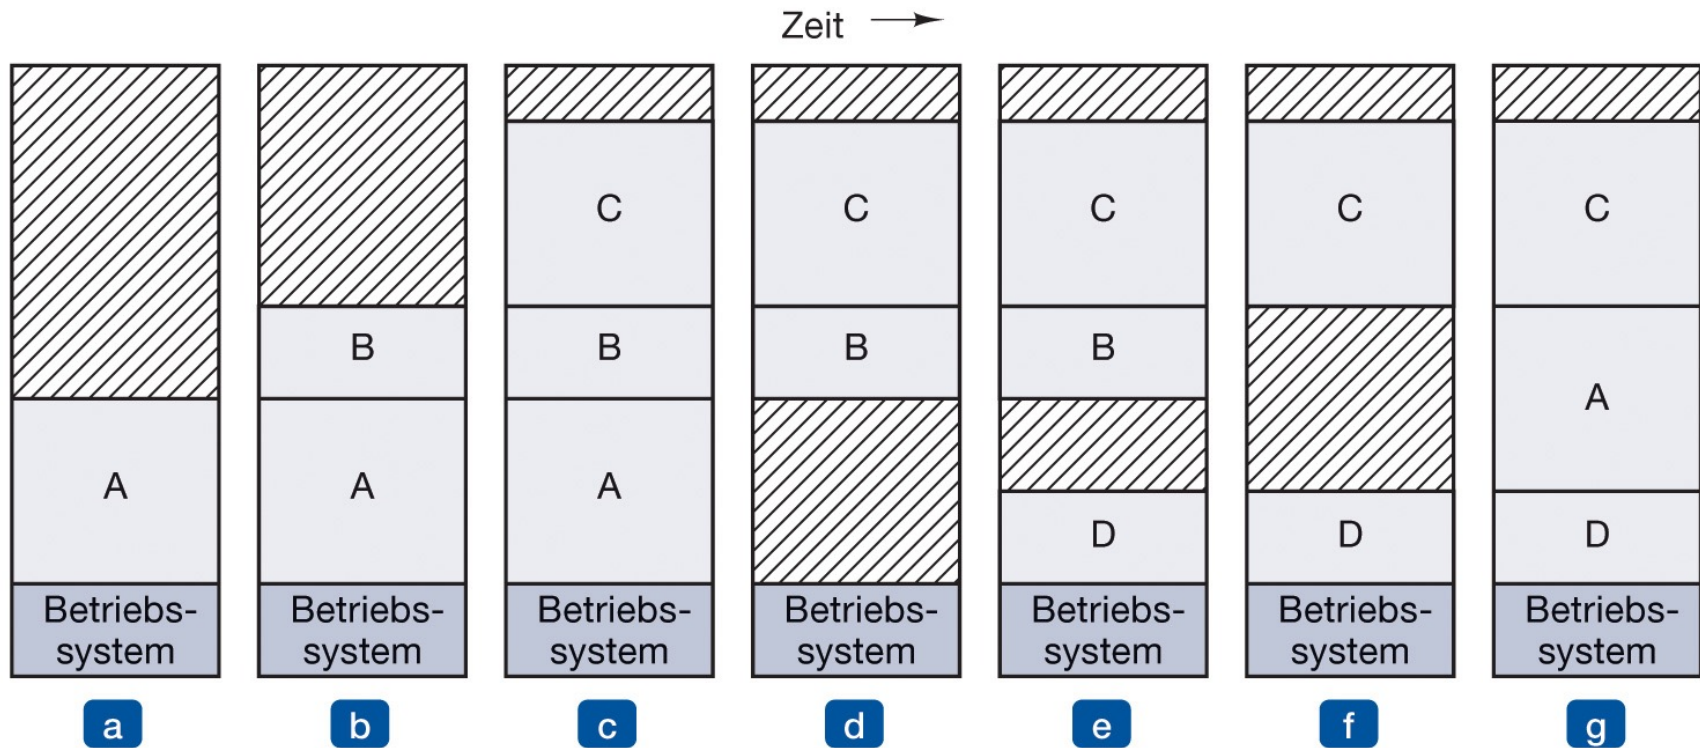 Zeit
A
Betriebs-
system
a
B
A
Betriebs-
system
b
C
B
A
Betriebs-
system
c
C
B
Betriebs-
system
d
C
B
D
Betriebs-
system
e
C
D
Betriebs-
system
f
C
A
D
Betriebs-
system
g